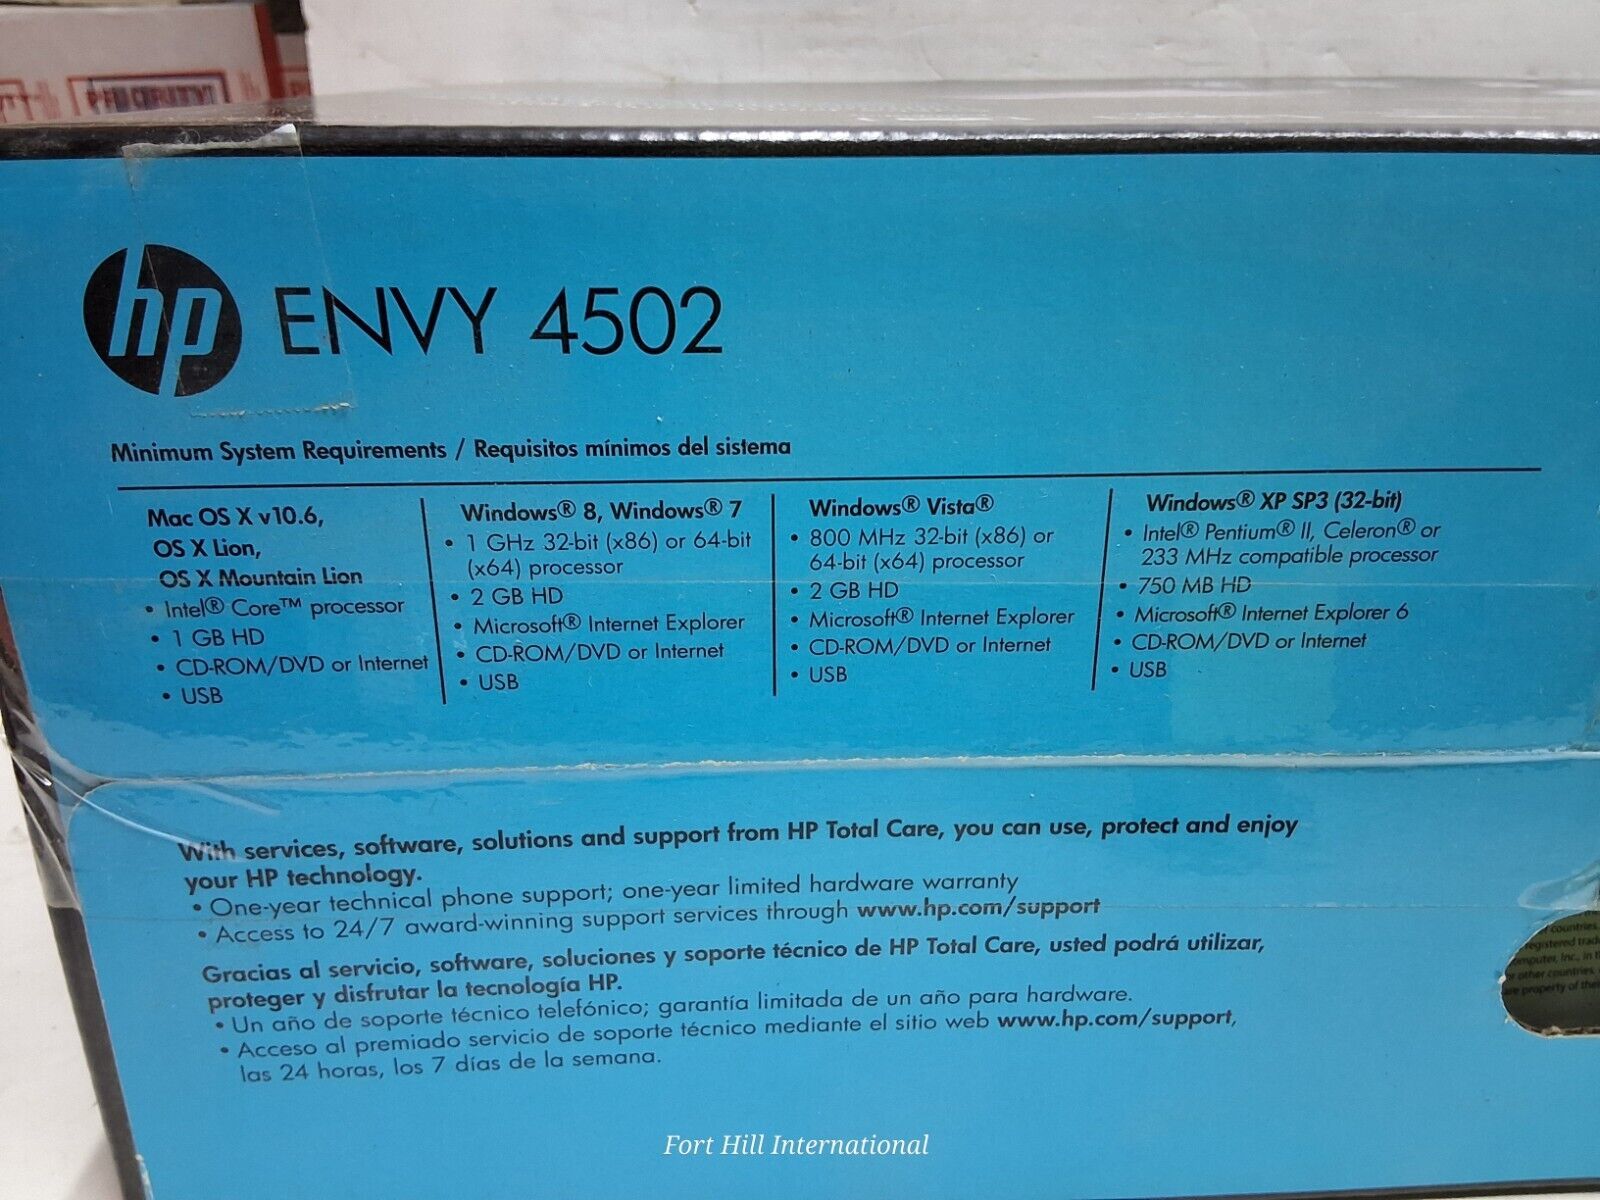 hp ENVY 4502
Minimum System Requirements / Requisitos mínimos del sistema
Mac OS X v10.6,
OS X Lion,
OS X Mountain Lion
• Intel® Core™ processor
• 1 GB HD
• CD-ROM/DVD or Internet
• USB
Windows® 8, Windows® 7
• 1 GHz 32-bit (x86) or 64-bit
(x64) processor
• 2 GB HD
• Microsoft® Internet Explorer
• CD-ROM/DVD or Internet
• USB
Windows® Vista®
• 800 MHz 32-bit (x86) or
64-bit (x64) processor
• 2 GB HD
• Microsoft® Internet Explorer
• CD-ROM/DVD or Internet
• USB
Windows® XP SP3 (32-bit)
• Intel® Pentium® II, Celeron® or
233 MHz compatible processor
• 750 MB HD
• Microsoft® Internet Explorer 6
• CD-ROM/DVD or Internet
• USB
With services, software, solutions and support from HP Total Care, you can use, protect and enjoy
your HP technology.
• One-year technical phone support; one-year limited hardware warranty
• Access to 24/7 award-winning support services through www.hp.com/support
Gracias al servicio, software, soluciones y soporte técnico de HP Total Care, usted podrá utilizar,
proteger y disfrutar la tecnología HP.
• Un año de soporte técnico telefónico; garantía limitada de un año para hardware.
• Acceso al premiado servicio de soporte técnico mediante el sitio web www.hp.com/support,
las 24 horas, los 7 días de la semana.
countries
registered
Inc., in
other countries
are property of
Fort Hill International